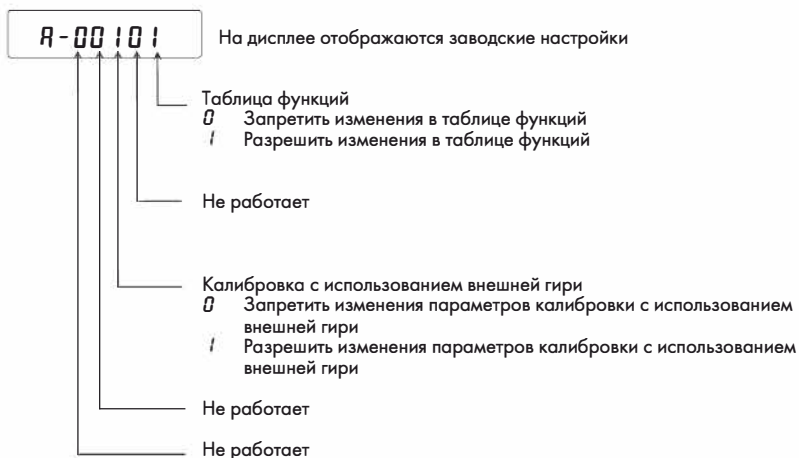 A-00101
На дисплее отображаются заводские настройки
Таблица функций
0 Запретить изменения в таблице функций
1 Разрешить изменения в таблице функций
Не работает
Калибровка с использованием внешней гири
0 Запретить изменения параметров калибровки с использованием
внешней гири
1 Разрешить изменения параметров калибровки с использованием
внешней гири
Не работает
Не работает